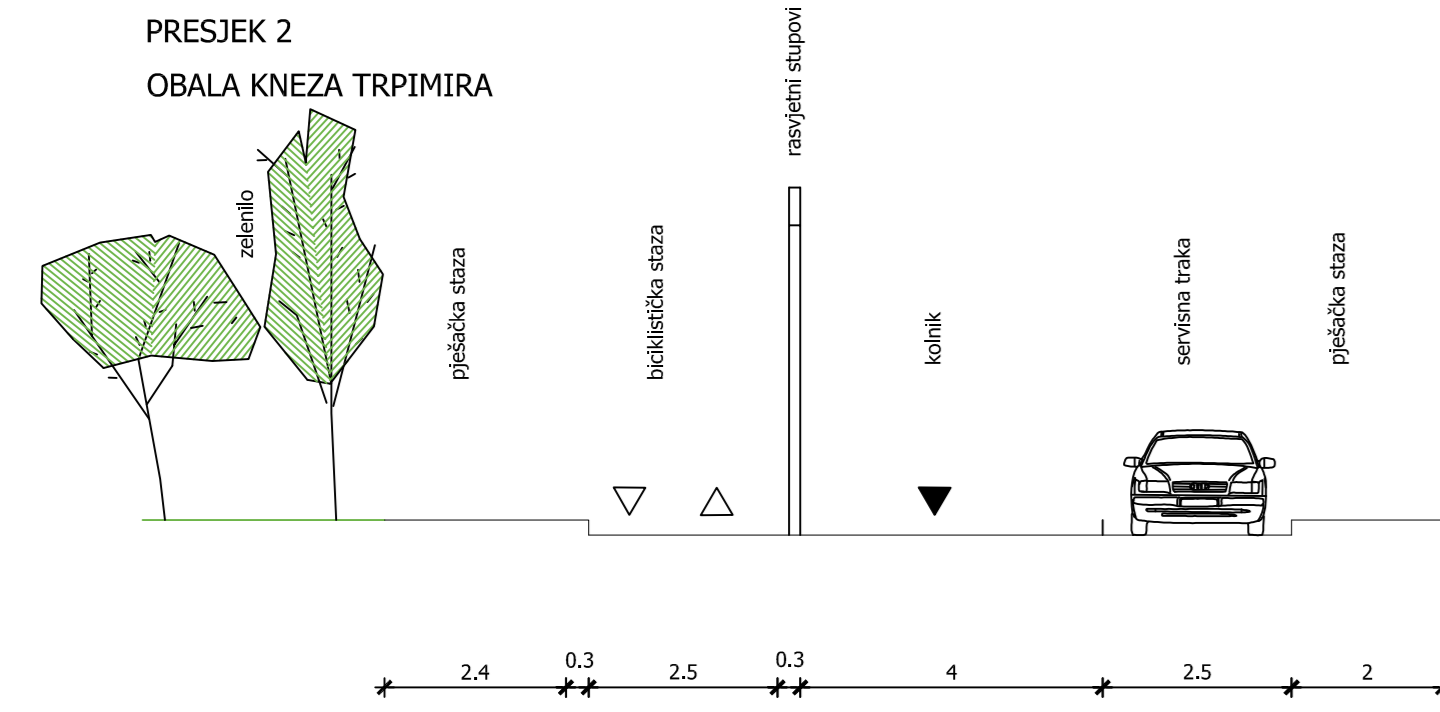 PRESJEK 2
OBALA KNEZA TRPIMIRA
zelenilo
pješačka staza
biciklistička staza
rasvjetni stupovi
kolnik
servisna traka
pješačka staza
2.4
0.3
2.5
0.3
4
2.5
2